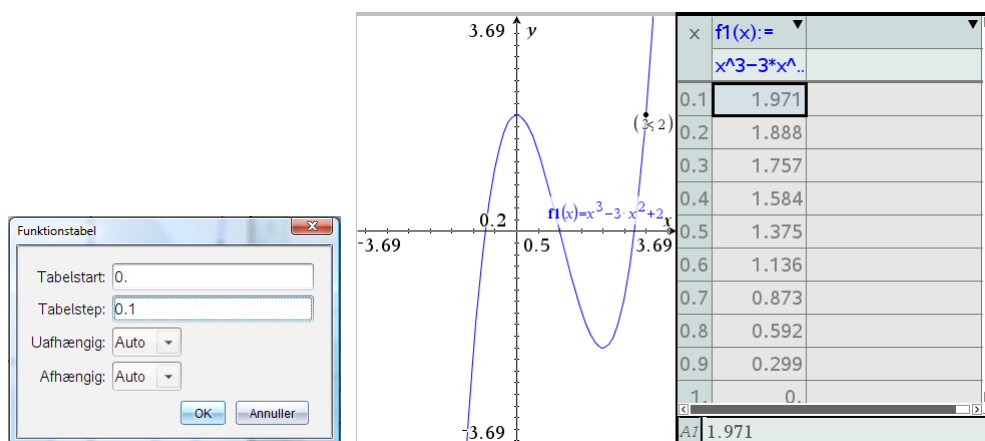 Funktionstabel
Tabelstart: 0.
Tabelstep: 0.1
Uafhængig: Auto
Afhængig: Auto
OK Annuller
3.69 y
(3, 2)
f1(x)=x^3-3·x^2+2
0.2 x
-3.69 0.5 3.69
-3.69
x f1(x):=
x^3-3*x^..
0.1 1.971
0.2 1.888
0.3 1.757
0.4 1.584
0.5 1.375
0.6 1.136
0.7 0.873
0.8 0.592
0.9 0.299
1. 0.
A1 1.971